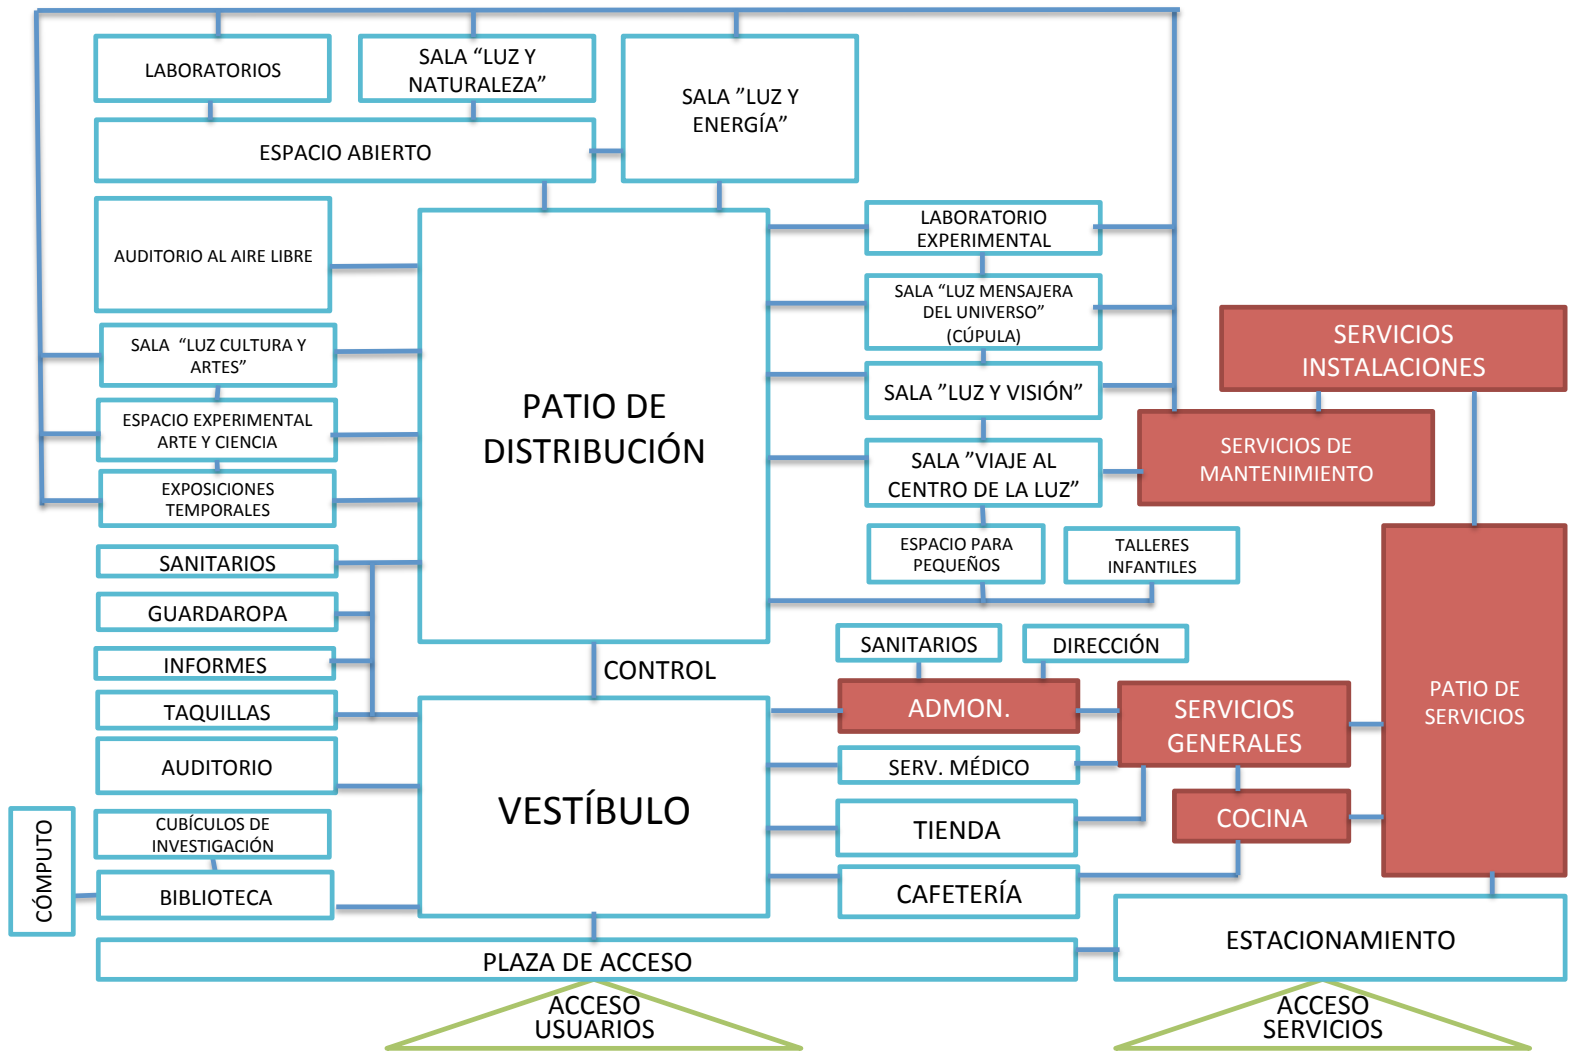 LABORATORIOS
SALA “LUZ Y
NATURALEZA”
SALA ”LUZ Y
ENERGÍA”
ESPACIO ABIERTO
AUDITORIO AL AIRE LIBRE
LABORATORIO
EXPERIMENTAL
SALA “LUZ MENSAJERA
DEL UNIVERSO”
(CÚPULA)
SALA “LUZ CULTURA Y
ARTES”
SALA ”LUZ Y VISIÓN”
ESPACIO EXPERIMENTAL
ARTE Y CIENCIA
PATIO DE
DISTRIBUCIÓN
SALA ”VIAJE AL
CENTRO DE LA LUZ”
EXPOSICIONES
TEMPORALES
SERVICIOS
INSTALACIONES
SERVICIOS DE
MANTENIMIENTO
SANITARIOS
GUARDAROPA
INFORMES
TAQUILLAS
AUDITORIO
ESPACIO PARA
PEQUEÑOS
TALLERES
INFANTILES
CONTROL
SANITARIOS
DIRECCIÓN
ADMON.
SERVICIOS
GENERALES
PATIO DE
SERVICIOS
SERV. MÉDICO
VESTÍBULO
TIENDA
COCINA
CAFETERÍA
CÓMPUTO
CUBÍCULOS DE
INVESTIGACIÓN
BIBLIOTECA
PLAZA DE ACCESO
ESTACIONAMIENTO
ACCESO
USUARIOS
ACCESO
SERVICIOS